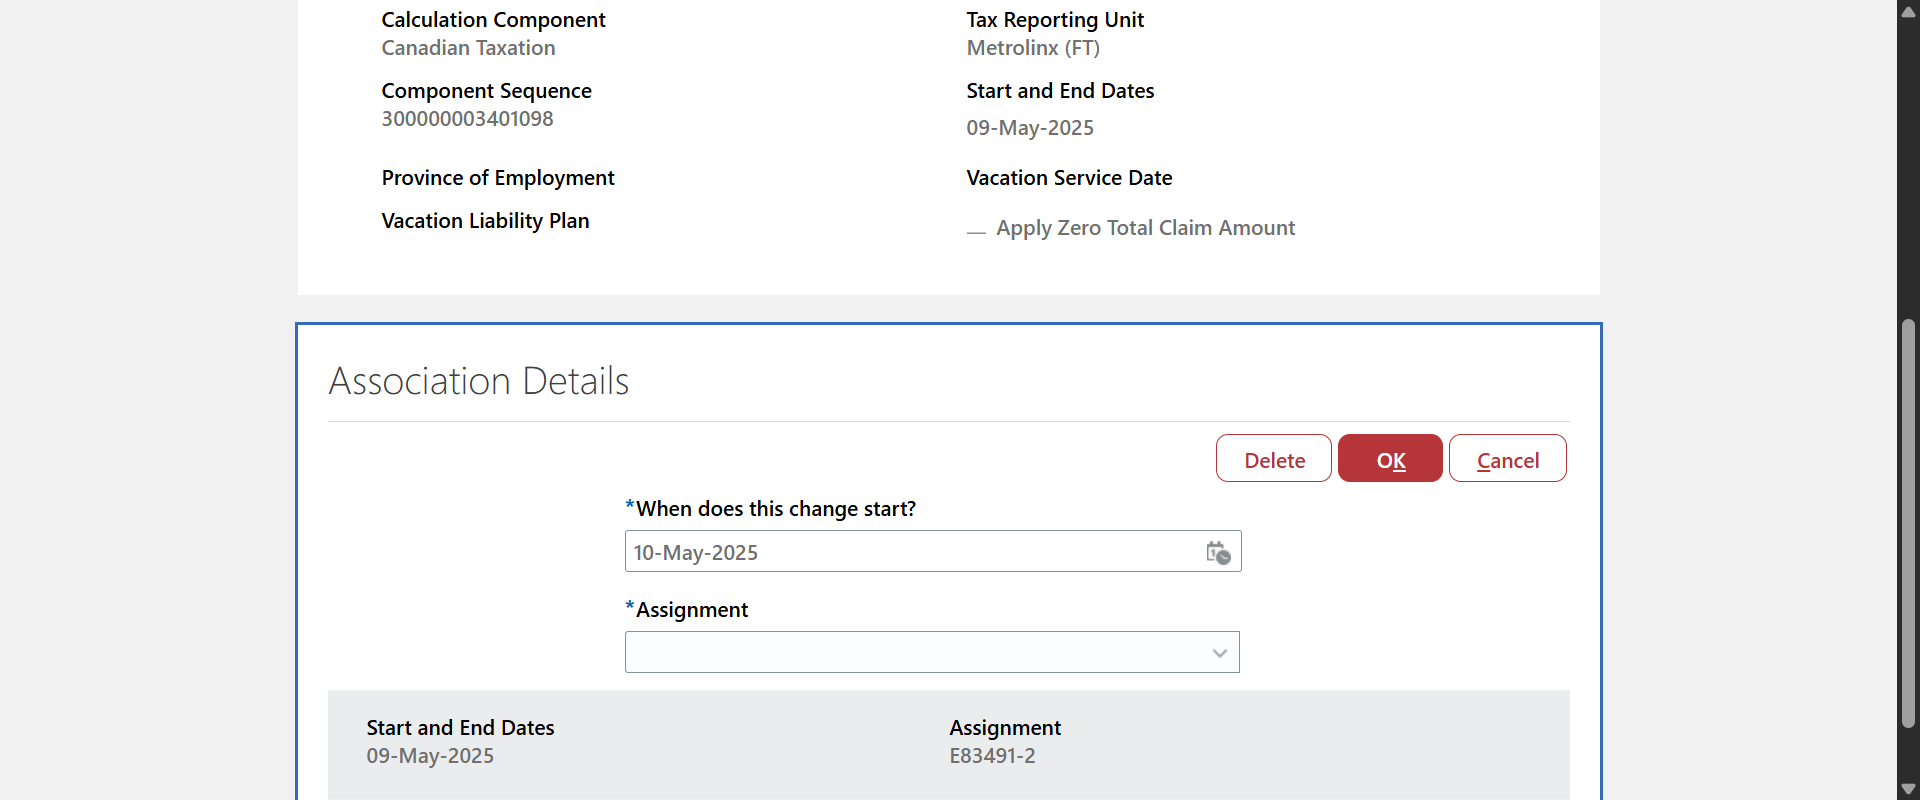 Calculation Component
Canadian Taxation
Tax Reporting Unit
Metrolinx (FT)
Component Sequence
300000003401098
Start and End Dates
09-May-2025
Province of Employment
Vacation Service Date
Vacation Liability Plan
Apply Zero Total Claim Amount
Association Details
Delete
OK
Cancel
*When does this change start?
10-May-2025
*Assignment
Start and End Dates
09-May-2025
Assignment
E83491-2